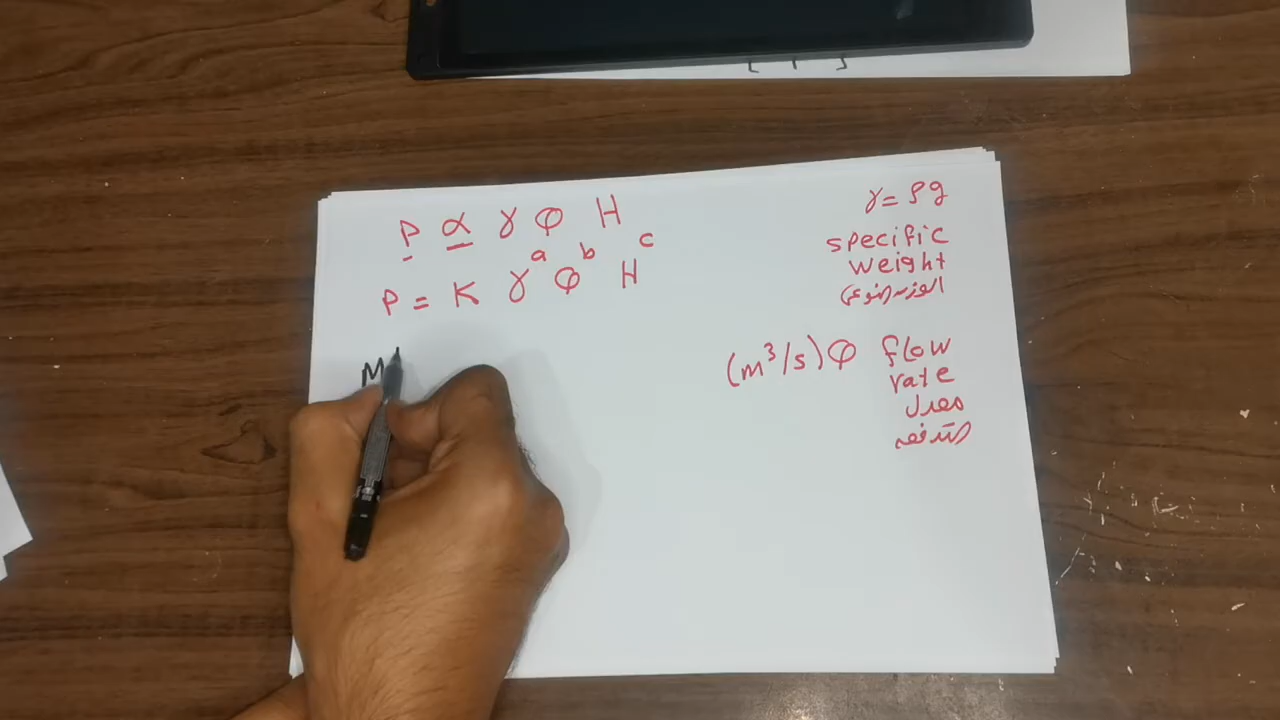 P α γ Q H
P = K γ^a Q^b H^c
M
γ = ρg
specific
weight
الوزن النوعي
(m³/s) Q flow
rate
معدل
التدفق